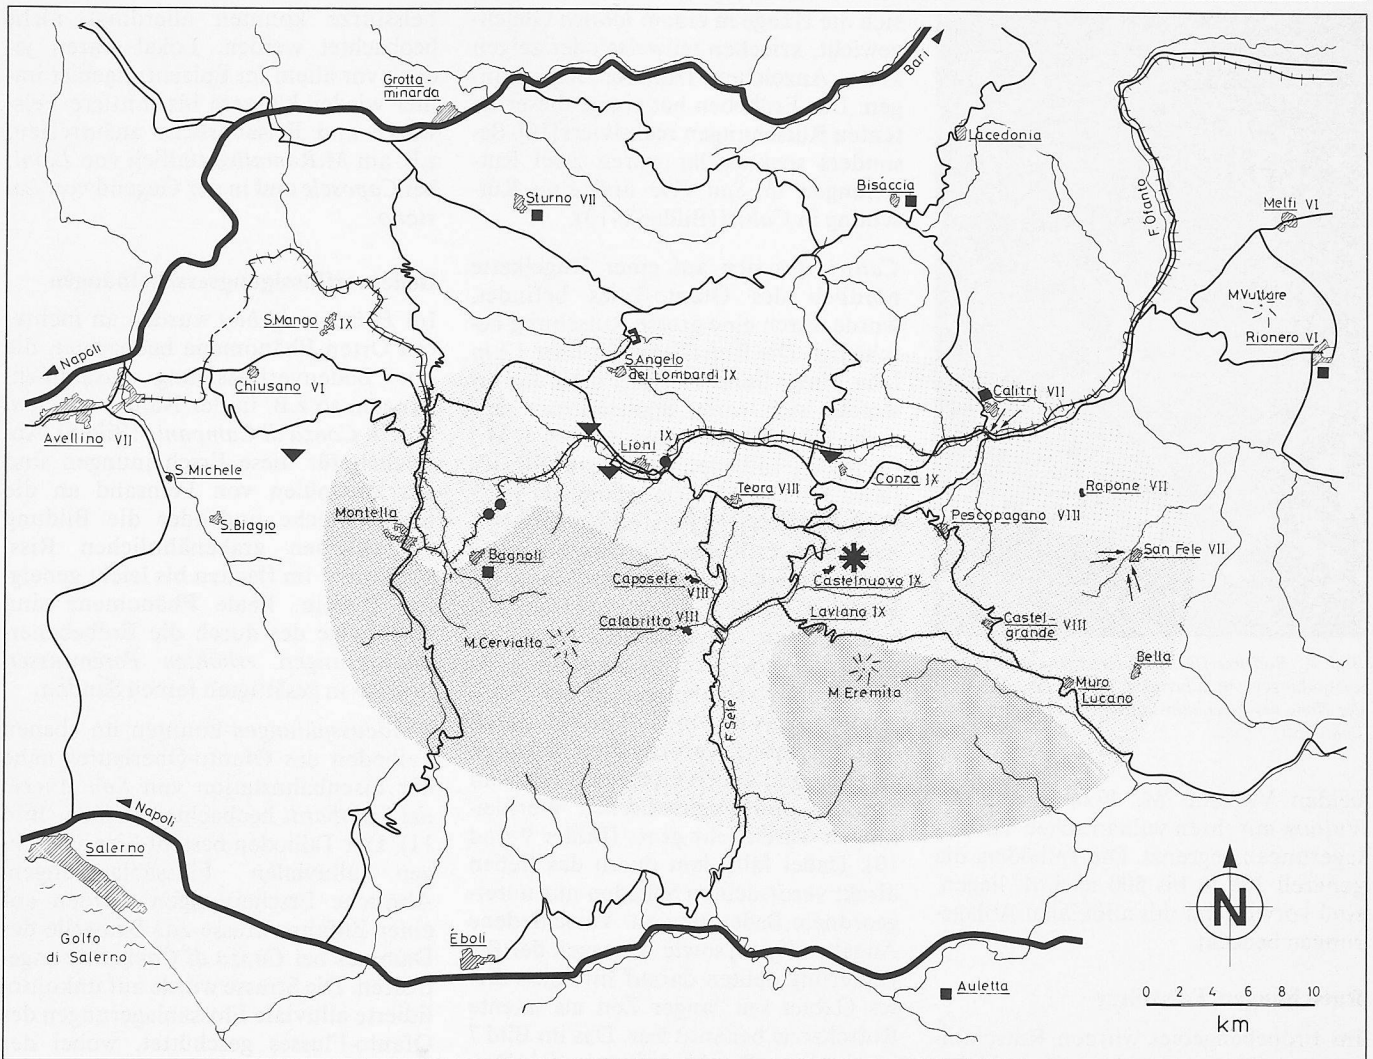 Bari
Grotta-
minarda
Lacedonia
Bisaccia
Sturno VII
F. Ofanto
Melfi VI
M.Vulture
Rionero VI
S.Mango IX
Napoli
S.Angelo
dei Lombardi IX
Chiusano VI
Calitri VII
Avellino VII
Lioni IX
S.Michele
Conza IX
Teora VIII
Rapone VII
S.Biagio
Montella
Pescopagano VIII
Bagnoli
San Fele VII
Caposele
VIII
Castelnuovo IX
Calabritto VIII
Laviano IX
Castel-
grande VIII
M.Cervialto
Bella
M.Eremita
Muro
Lucano
F. Sele
Napoli
Salerno
N
Golfo
di Salerno
Éboli
Auletta
0 2 4 6 8 10
km